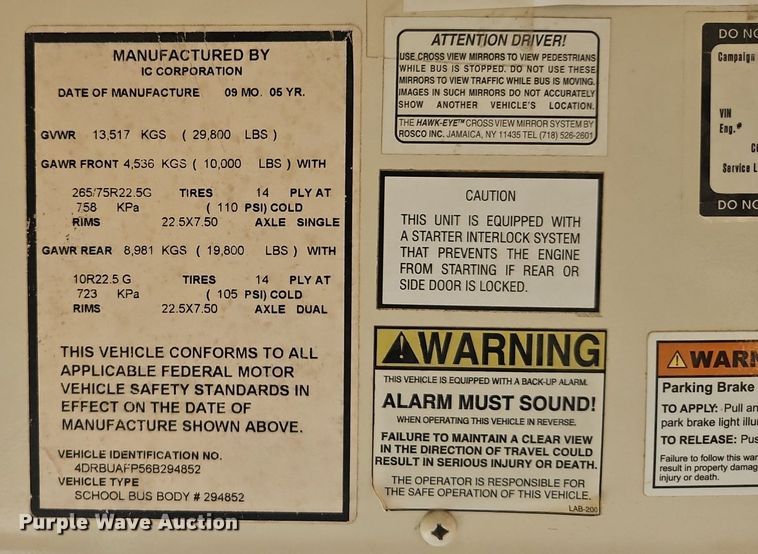 MANUFACTURED BY
IC CORPORATION
DATE OF MANUFACTURE 09 MO. 05 YR.
GVWR 13,517 KGS ( 29,800 LBS )
GAWR FRONT 4,536 KGS ( 10,000 LBS ) WITH
265/75R22.5G TIRES 14 PLY AT
758 KPa ( 110 PSI) COLD
RIMS 22.5X7.50 AXLE SINGLE
GAWR REAR 8,981 KGS ( 19,800 LBS ) WITH
10R22.5 G TIRES 14 PLY AT
723 KPa ( 105 PSI) COLD
RIMS 22.5X7.50 AXLE DUAL
THIS VEHICLE CONFORMS TO ALL
APPLICABLE FEDERAL MOTOR
VEHICLE SAFETY STANDARDS IN
EFFECT ON THE DATE OF
MANUFACTURE SHOWN ABOVE.
VEHICLE IDENTIFICATION NO.
4DRBUAFP56B294852
VEHICLE TYPE
SCHOOL BUS BODY # 294852
ATTENTION DRIVER!
USE CROSS VIEW MIRRORS TO VIEW PEDESTRIANS
WHILE BUS IS STOPPED. DO NOT USE THESE
MIRRORS TO VIEW TRAFFIC WHILE BUS IS MOVING.
IMAGES IN SUCH MIRRORS DO NOT ACCURATELY
SHOW ANOTHER VEHICLE'S LOCATION.
THE HAWK-EYE™ CROSS VIEW MIRROR SYSTEM BY
ROSCO INC. JAMAICA, NY 11435 TEL (718) 526-2601
CAUTION
THIS UNIT IS EQUIPPED WITH
A STARTER INTERLOCK SYSTEM
THAT PREVENTS THE ENGINE
FROM STARTING IF REAR OR
SIDE DOOR IS LOCKED.
WARNING
THIS VEHICLE IS EQUIPPED WITH A BACK-UP ALARM.
ALARM MUST SOUND!
WHEN OPERATING THIS VEHICLE IN REVERSE.
FAILURE TO MAINTAIN A CLEAR VIEW
IN THE DIRECTION OF TRAVEL COULD
RESULT IN SERIOUS INJURY OR DEATH.
THE OPERATOR IS RESPONSIBLE FOR
THE SAFE OPERATION OF THIS VEHICLE.
LAB-200
DO NO
Campaign
VIN
Eng.#
Service L
DO NO
WARN
Parking Brake
TO APPLY: Pull an
park brake light illu
TO RELEASE: Pus
Failure to follow this war
result in property damag
injury or death.
Purple Wave Auction